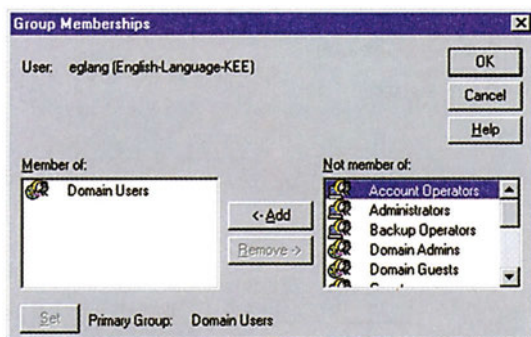 Group Memberships
User: eglang (English-Language-KEE)
OK
Cancel
Help
Member of:
Domain Users
<- Add
Remove ->
Not member of:
Account Operators
Administrators
Backup Operators
Domain Admins
Domain Guests
Set
Primary Group: Domain Users